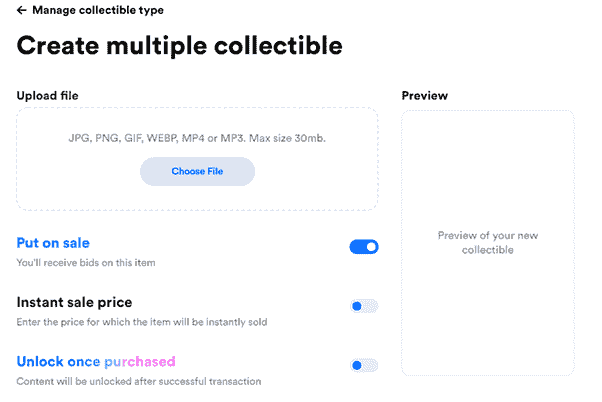 ← Manage collectible type
Create multiple collectible
Upload file
JPG, PNG, GIF, WEBP, MP4 or MP3. Max size 30mb.
Choose File
Put on sale
You'll receive bids on this item
Instant sale price
Enter the price for which the item will be instantly sold
Unlock once purchased
Content will be unlocked after successful transaction
Preview
Preview of your new
collectible